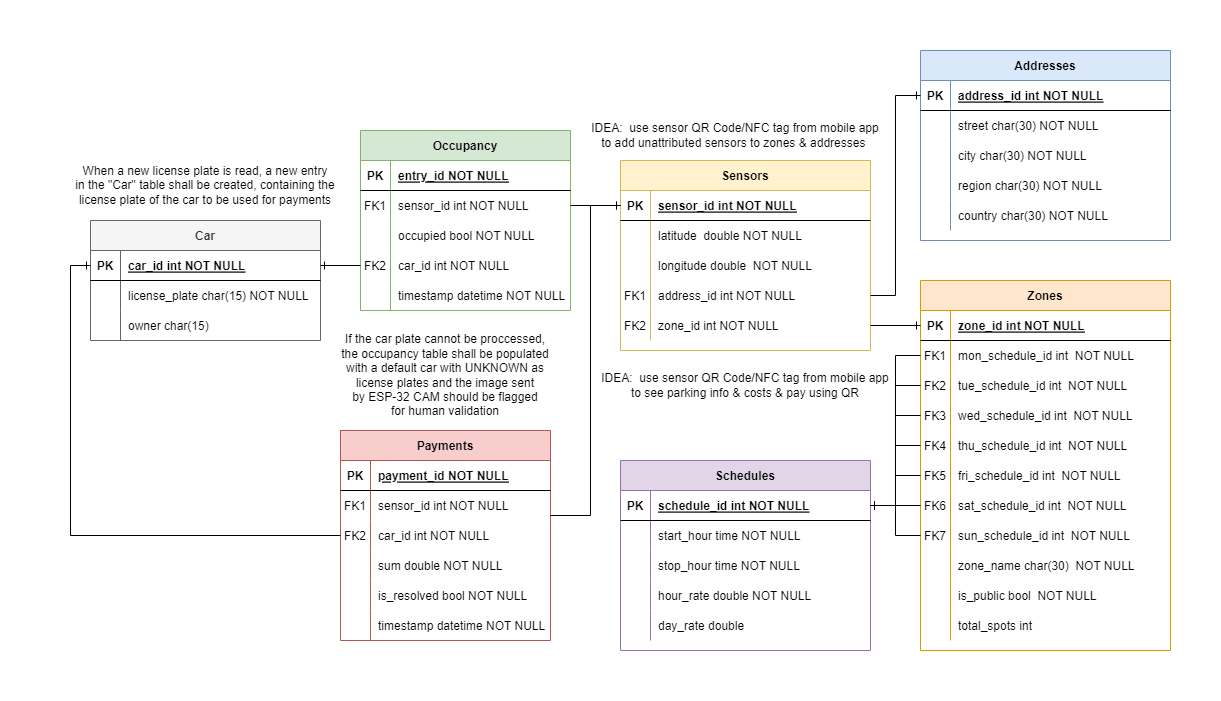 When a new license plate is read, a new entry
in the "Car" table shall be created, containing the
license plate of the car to be used for payments
Car
PK car_id int NOT NULL
license_plate char(15) NOT NULL
owner char(15)
Occupancy
PK entry_id NOT NULL
FK1 sensor_id int NOT NULL
occupied bool NOT NULL
FK2 car_id int NOT NULL
timestamp datetime NOT NULL
If the car plate cannot be proccessed,
the occupancy table shall be populated
with a default car with UNKNOWN as
license plates and the image sent
by ESP-32 CAM should be flagged
for human validation
Payments
PK payment_id NOT NULL
FK1 sensor_id int NOT NULL
FK2 car_id int NOT NULL
sum double NOT NULL
is_resolved bool NOT NULL
timestamp datetime NOT NULL
IDEA: use sensor QR Code/NFC tag from mobile app
to add unattributed sensors to zones & addresses
Sensors
PK sensor_id int NOT NULL
latitude double NOT NULL
longitude double NOT NULL
FK1 address_id int NOT NULL
FK2 zone_id int NOT NULL
IDEA: use sensor QR Code/NFC tag from mobile app
to see parking info & costs & pay using QR
Schedules
PK schedule_id int NOT NULL
start_hour time NOT NULL
stop_hour time NOT NULL
hour_rate double NOT NULL
day_rate double
Addresses
PK address_id int NOT NULL
street char(30) NOT NULL
city char(30) NOT NULL
region char(30) NOT NULL
country char(30) NOT NULL
Zones
PK zone_id int NOT NULL
FK1 mon_schedule_id int NOT NULL
FK2 tue_schedule_id int NOT NULL
FK3 wed_schedule_id int NOT NULL
FK4 thu_schedule_id int NOT NULL
FK5 fri_schedule_id int NOT NULL
FK6 sat_schedule_id int NOT NULL
FK7 sun_schedule_id int NOT NULL
zone_name char(30) NOT NULL
is_public bool NOT NULL
total_spots int